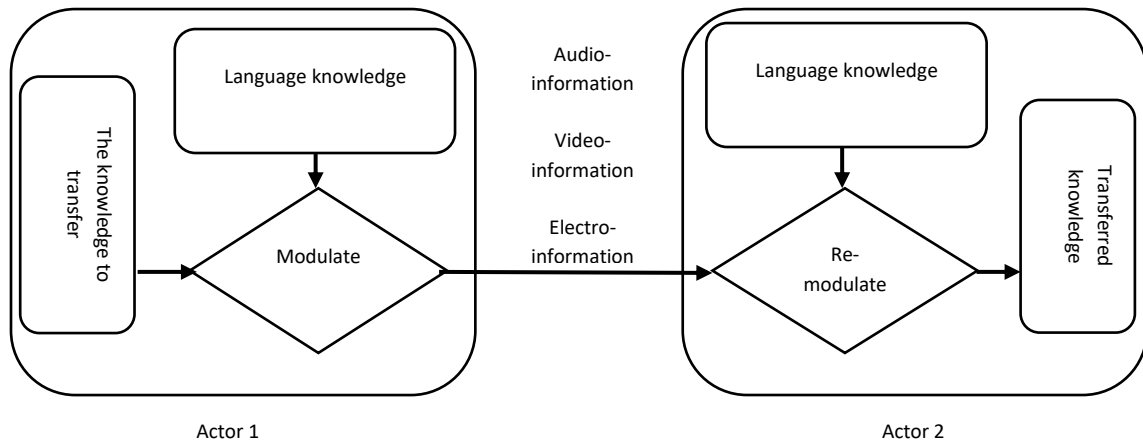 The knowledge to
transfer
Language knowledge
Modulate
Actor 1
Audio-
information
Video-
information
Electro-
information
Language knowledge
Re-
modulate
Transferred
knowledge
Actor 2